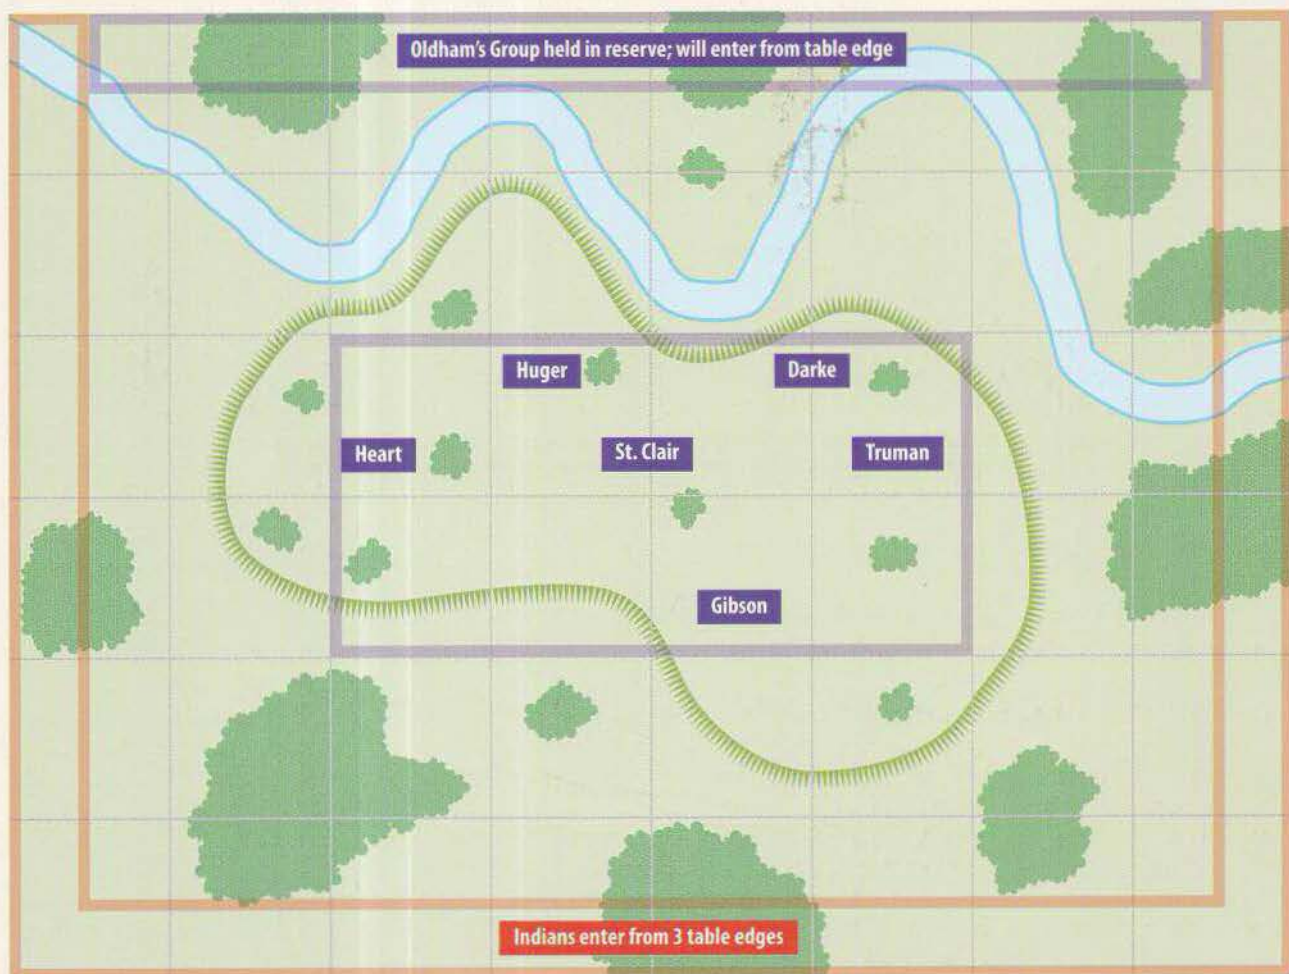 Oldham's Group held in reserve; will enter from table edge
Huger
Darke
Heart
St. Clair
Truman
Gibson
Indians enter from 3 table edges